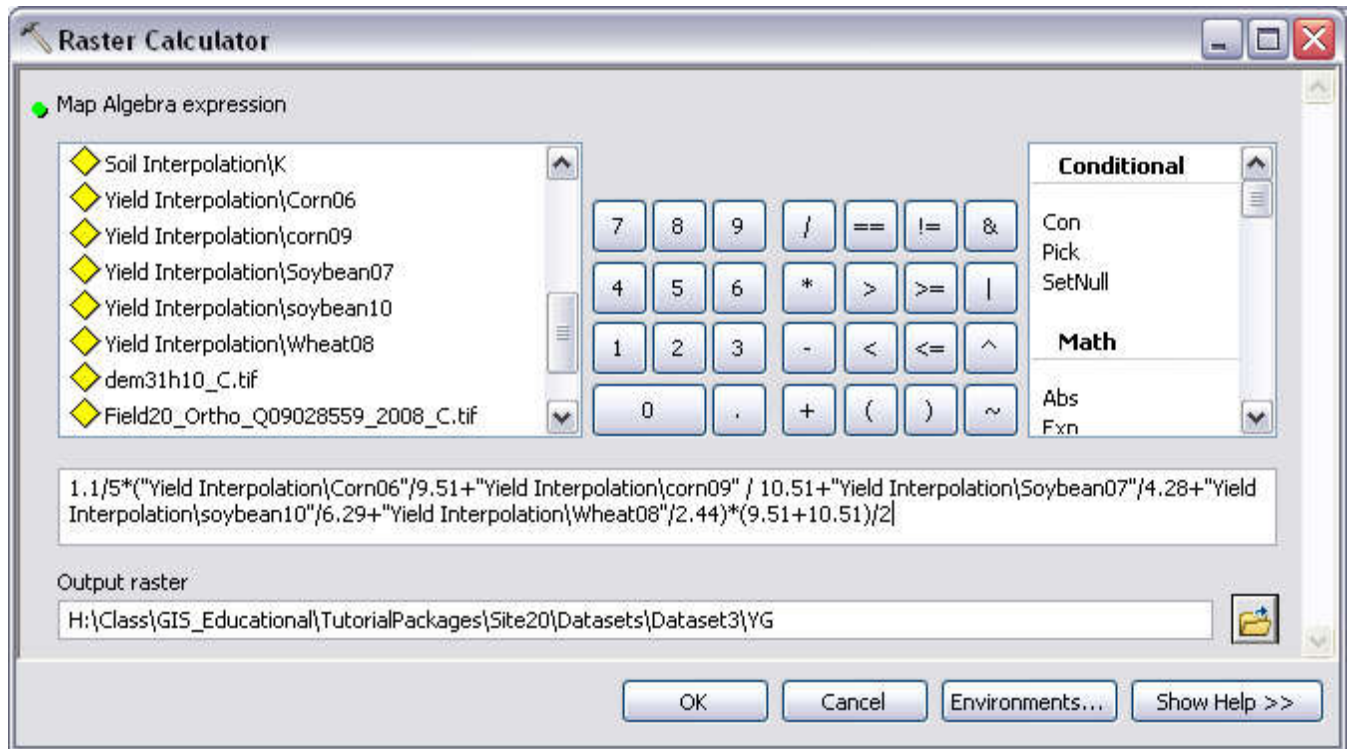 Raster Calculator
Map Algebra expression
Soil Interpolation\K
Yield Interpolation\Corn06
Yield Interpolation\corn09
Yield Interpolation\Soybean07
Yield Interpolation\soybean10
Yield Interpolation\Wheat08
dem31h10_C.tif
Field20_Ortho_Q09028559_2008_C.tif
7 8 9 / == != &
4 5 6 * > >= |
1 2 3 - < <= ^
0 . + ( ) ~
Conditional
Con
Pick
SetNull
Math
Abs
Exp
1.1/5*("Yield Interpolation\Corn06"/9.51+"Yield Interpolation\corn09" / 10.51+"Yield Interpolation\Soybean07"/4.28+"Yield
Interpolation\soybean10"/6.29+"Yield Interpolation\Wheat08"/2.44)*(9.51+10.51)/2
Output raster
H:\Class\GIS_Educational\TutorialPackages\Site20\Datasets\Dataset3\YG
OK Cancel Environments... Show Help >>